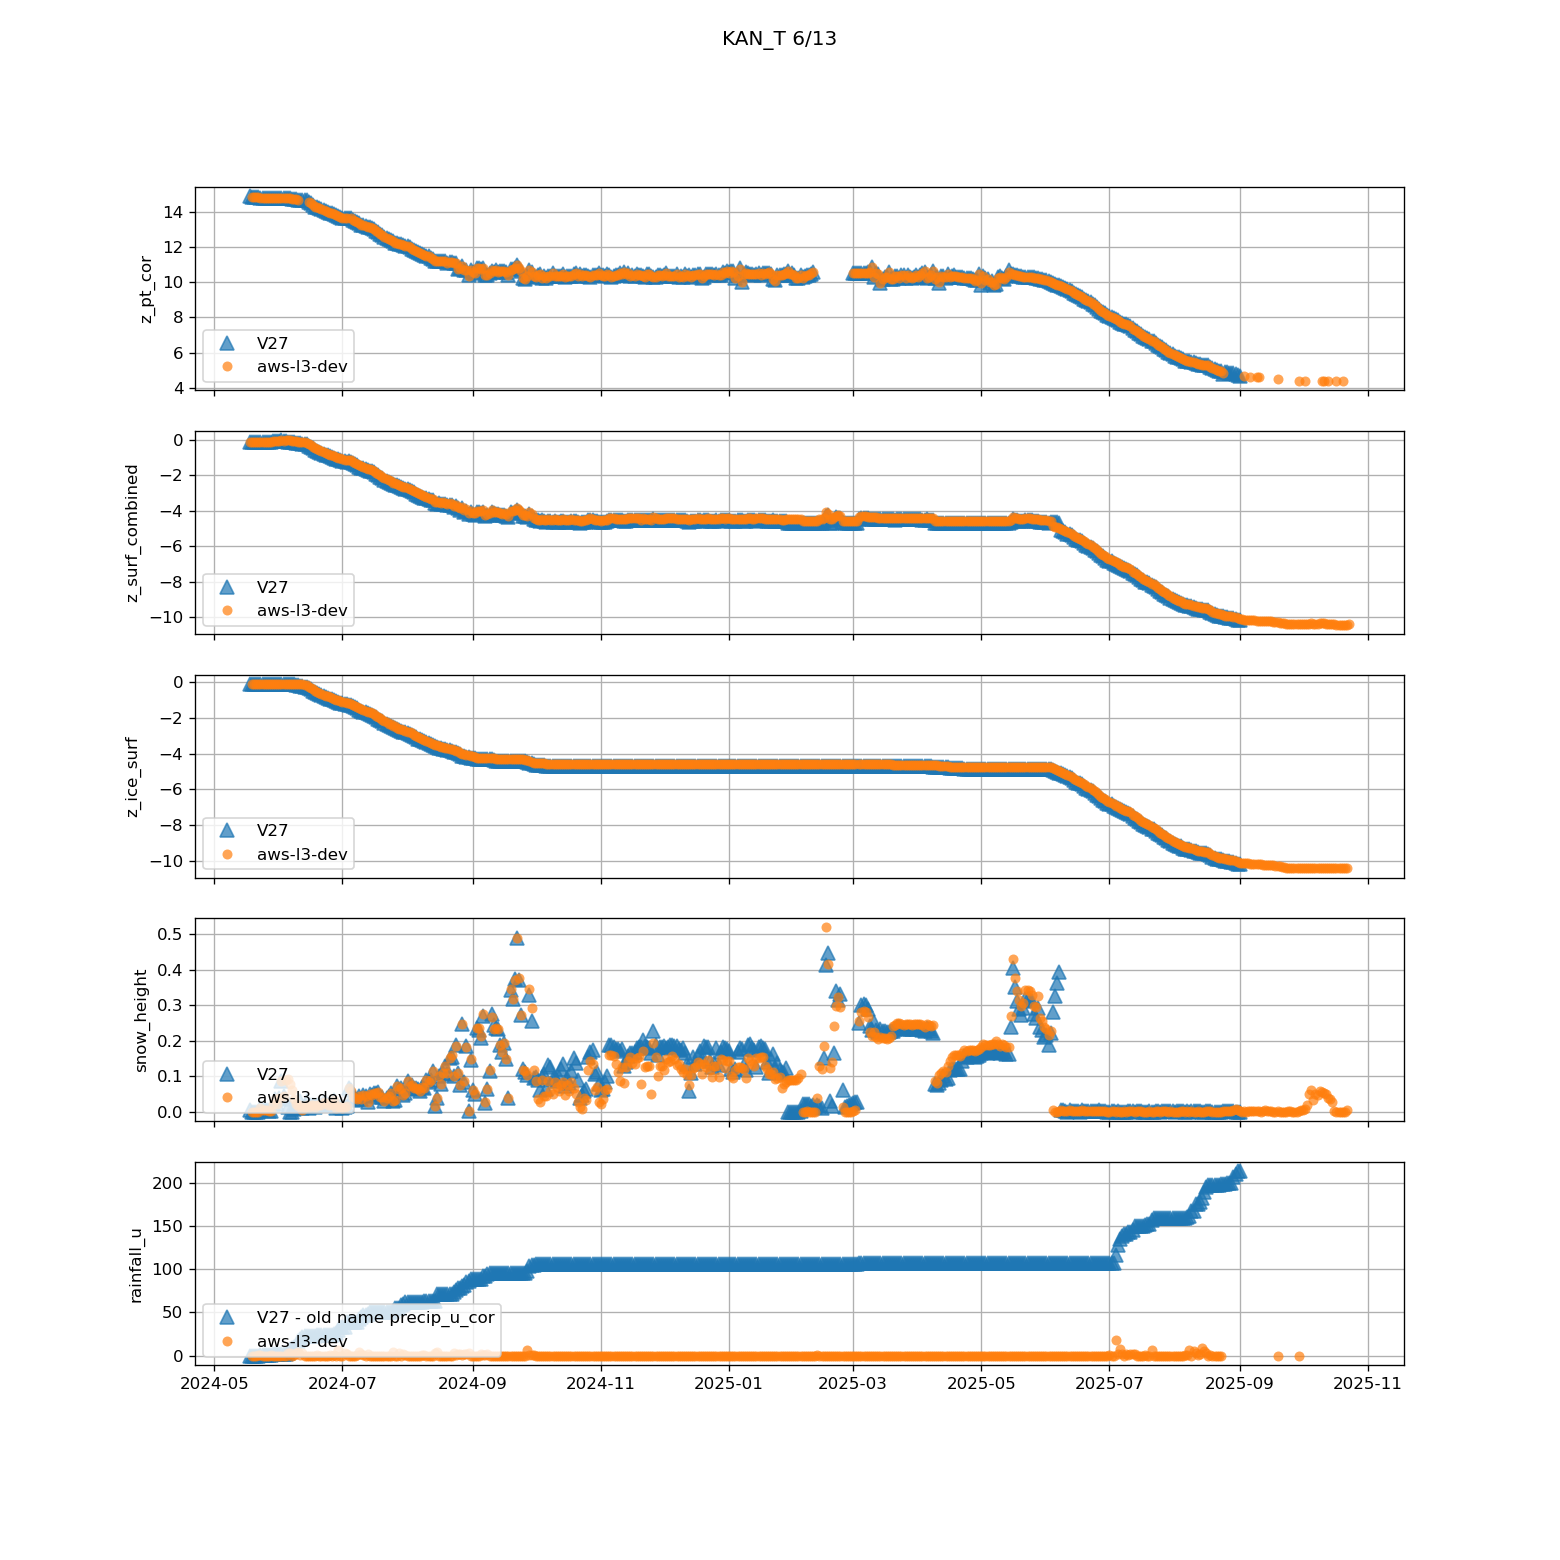 KAN_T 6/13
z_pt_cor
14
12
10
8
6
4
V27
aws-l3-dev
z_surf_combined
0
−2
−4
−6
−8
−10
V27
aws-l3-dev
z_ice_surf
0
−2
−4
−6
−8
−10
V27
aws-l3-dev
snow_height
0.5
0.4
0.3
0.2
0.1
0.0
V27
aws-l3-dev
rainfall_u
200
150
100
50
0
V27 - old name precip_u_cor
aws-l3-dev
2024-05 2024-07 2024-09 2024-11 2025-01 2025-03 2025-05 2025-07 2025-09 2025-11